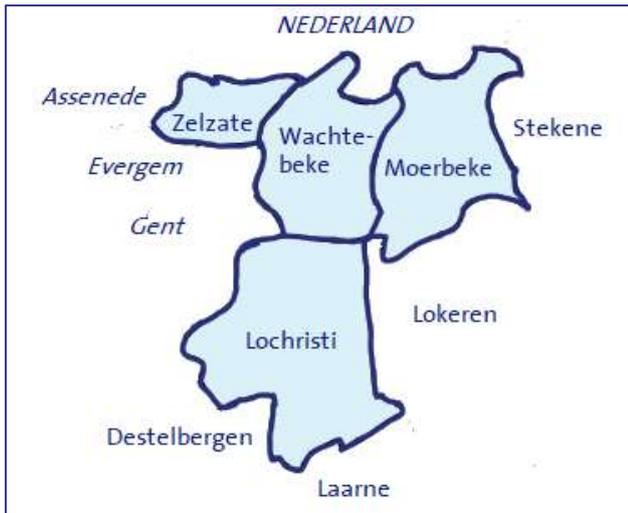 NEDERLAND
Assenede
Zelzate
Wachte-
beke
Stekene
Evergem
Moerbeke
Gent
Lokeren
Lochristi
Destelbergen
Laarne